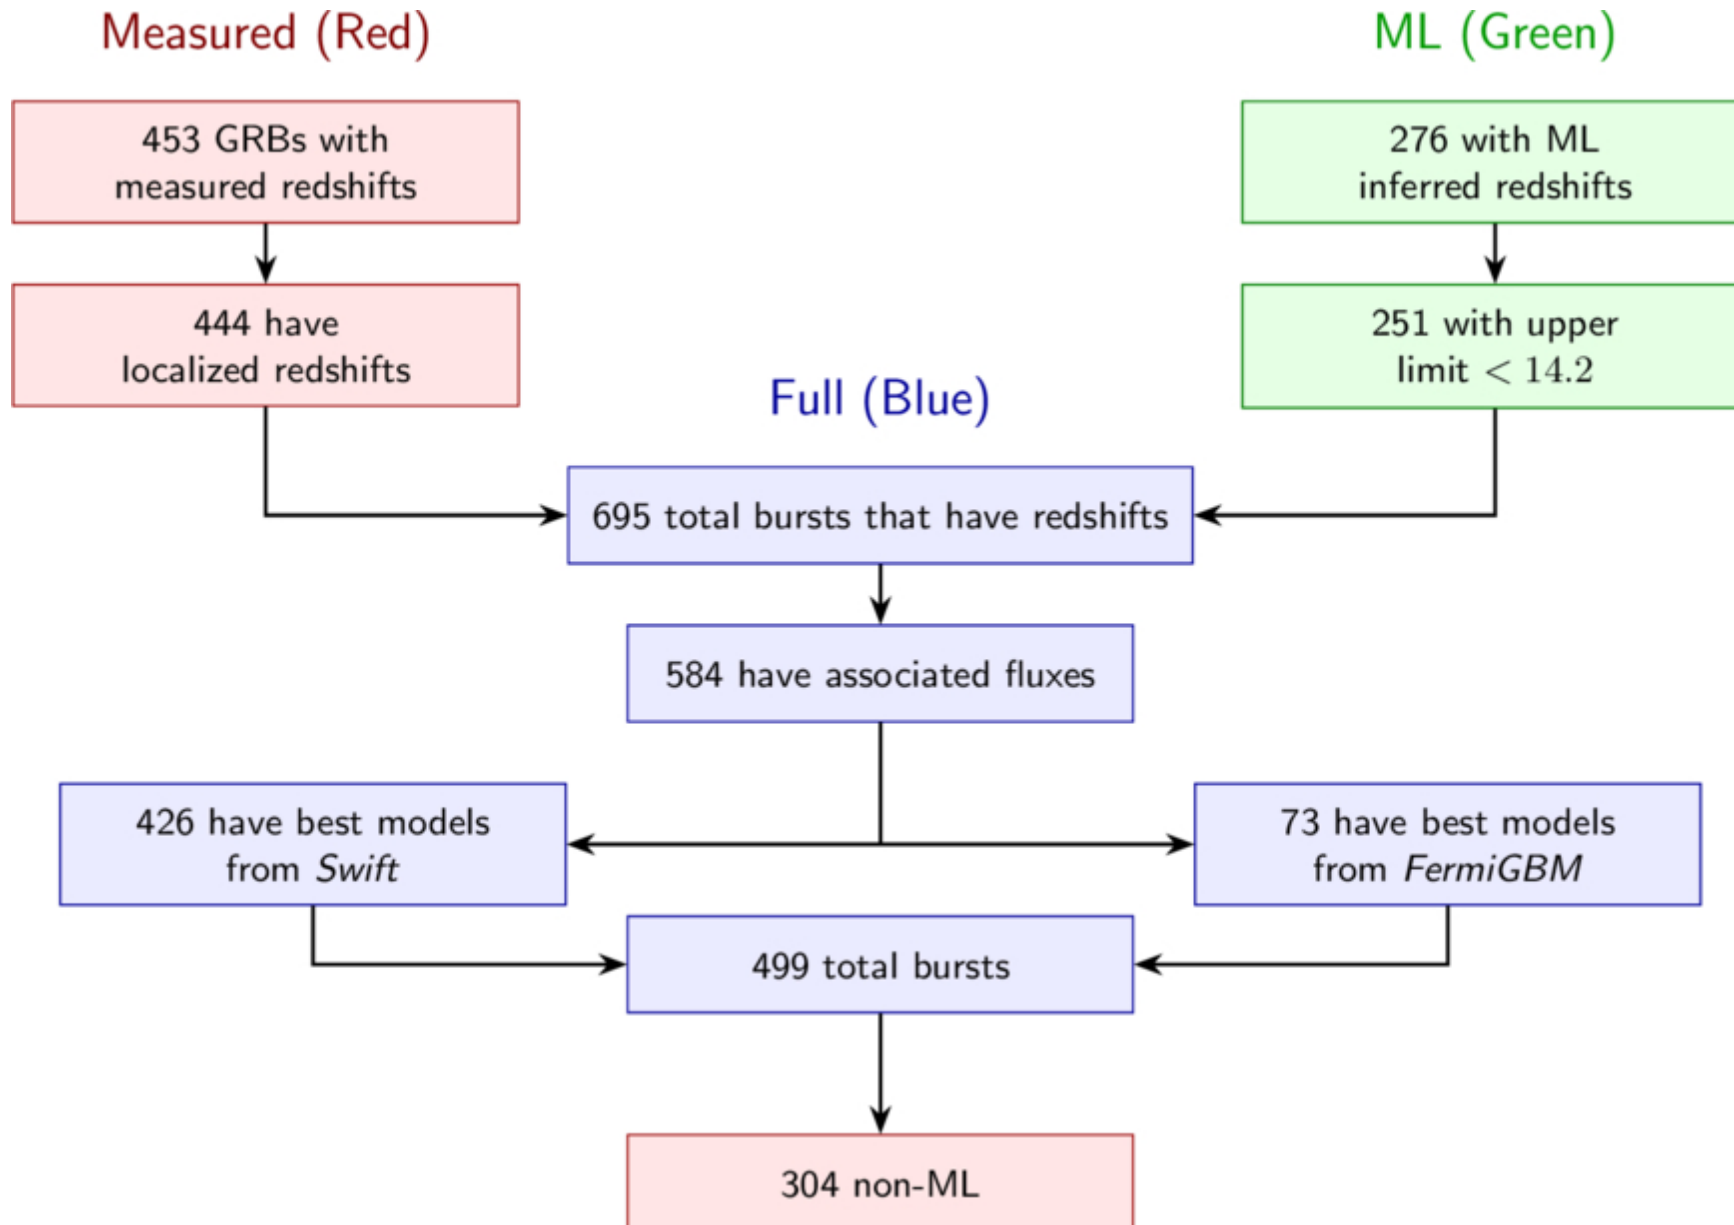 Measured (Red)
ML (Green)
453 GRBs with
measured redshifts
276 with ML
inferred redshifts
444 have
localized redshifts
251 with upper
limit < 14.2
Full (Blue)
695 total bursts that have redshifts
584 have associated fluxes
426 have best models
from Swift
73 have best models
from FermiGBM
499 total bursts
304 non-ML